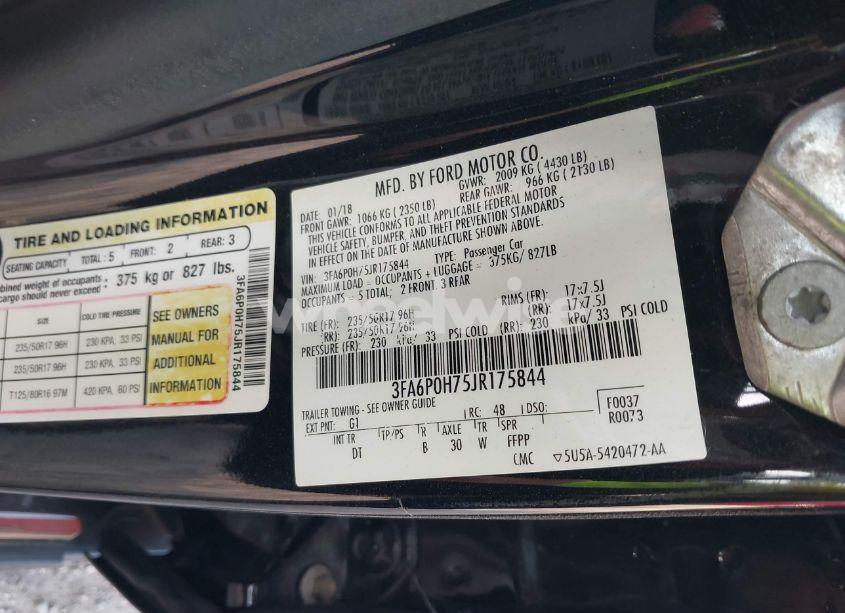 TIRE AND LOADING INFORMATION
SEATING CAPACITY TOTAL : 5 FRONT: 2 REAR: 3
bined weight of occupants
cargo should never exceed : 375 kg or 827 lbs.
SIZE COLD TIRE PRESSURE
235/50R17 96H 230 KPA, 33 PSI
235/50R17 96H 230 KPA, 33 PSI
T125/80R16 97M 420 KPA, 60 PSI
SEE OWNERS
MANUAL FOR
ADDITIONAL
INFORMATION
3FA6P0H75JR175844
MFD. BY FORD MOTOR CO.
DATE: 01/18 GVWR: 2009 KG ( 4430 LB)
FRONT GAWR: 1066 KG ( 2350 LB) REAR GAWR: 966 KG ( 2130 LB)
THIS VEHICLE CONFORMS TO ALL APPLICABLE FEDERAL MOTOR
VEHICLE SAFETY, BUMPER, AND THEFT PREVENTION STANDARDS
IN EFFECT ON THE DATE OF MANUFACTURE SHOWN ABOVE.
VIN: 3FA6P0H75JR175844 TYPE: Passenger Car
MAXIMUM LOAD = OCCUPANTS + LUGGAGE = 375KG/ 827LB
OCCUPANTS = 5 TOTAL; 2 FRONT, 3 REAR
TIRE (FR): 235/50R17 96H RIMS (FR): 17x7.5J
(RR): 235/50R17 96H (RR): 17x7.5J
PRESSURE (FR): 230 kPa/ 33 PSI COLD (RR): 230 kPa/ 33 PSI COLD
3FA6P0H75JR175844
TRAILER TOWING - SEE OWNER GUIDE
EXT PNT: G1 RC: 48 DSO: F0037
R0073
INT TR TP/PS R AXLE TR SPR
DT B 30 W FFPP
CMC 5U5A-5420472-AA
wheelwise